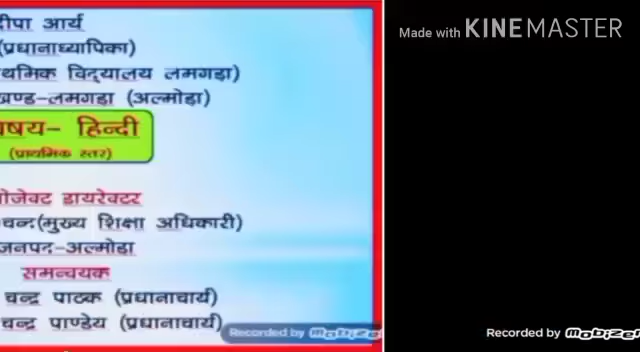 दीपा आर्य
(प्रधानाध्यापिका)
थमिक विद्यालय लमगड़ा)
खण्ड-लमगड़ा (अल्मोड़ा)
षय- हिन्दी
(प्राथमिक स्तर)
ोजेक्ट डायरेक्टर
चन्द(मुख्य शिक्षा अधिकारी)
जनपद-अल्मोड़ा
समन्वयक
चन्द्र पाठक (प्रधानाचार्य)
चन्द्र पाण्डेय (प्रधानाचार्य)
Recorded by Mobizen
Made with KINEMASTER
Recorded by Mobizen